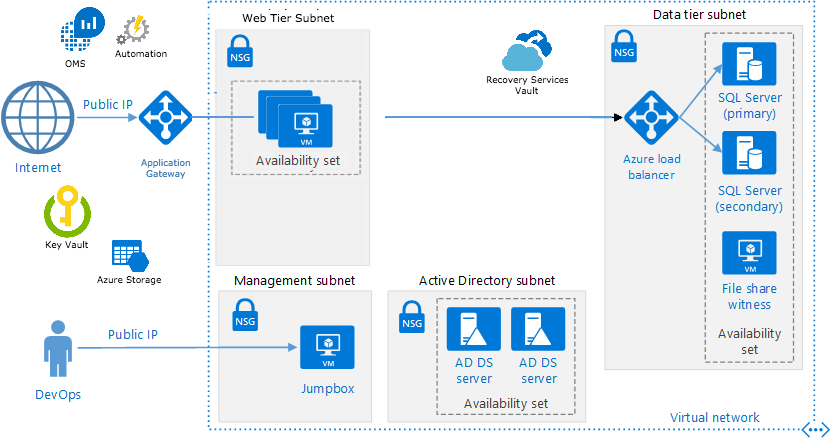 Web Tier Subnet
Data tier subnet
OMS
Automation
NSG
NSG
Recovery Services
Vault
Public IP
VM
SQL Server
(primary)
Internet
Application
Gateway
Availability set
Azure load
balancer
SQL Server
(secondary)
Key Vault
VM
Azure Storage
Management subnet
Active Directory subnet
File share
witness
NSG
NSG
Public IP
VM
AD DS
server
AD DS
server
Availability
set
DevOps
Jumpbox
Availability set
Virtual network